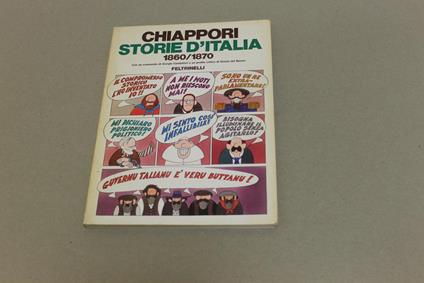 CHIAPPORI
STORIE D'ITALIA
1860/1870
FELTRINELLI
IL COMPROMESSO
STORICO
L'HO INVENTATO
IO!!
A ME I MOTI
NON RIESCONO
MAI!
SONO UN RE
EXTRA-
PARLAMENTARE!
MI DICHIARO
PRIGIONIERO
POLITICO!
MI SENTO COSÌ
INFALLIBILE!
BISOGNA
ILLUMINARE IL
POPOLO SENZA
AGITARLO!
GUVERNU TALIANU E' VERU BUTTANU!